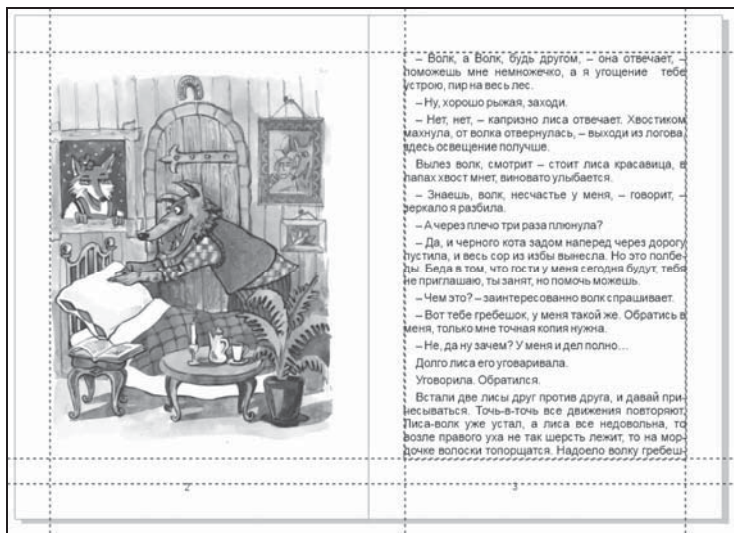 – Волк, а Волк, будь другом, – она отвечает, –
поможешь мне немножечко, а я угощение тебе
устрою, пир на весь лес.
– Ну, хорошо рыжая, заходи.
– Нет, нет, – капризно лиса отвечает. Хвостиком
махнула, от волка отвернулась, – выходи из логова,
здесь освещение получше.
Вылез волк, смотрит – стоит лиса красавица, в
лапах хвост мнет, виновато улыбается.
– Знаешь, волк, несчастье у меня, – говорит, –
зеркало я разбила.
– А через плечо три раза плюнула?
– Да, и черного кота задом наперед через дорогу
пустила, и весь сор из избы вынесла. Но это полбе-
ды. Беда в том, что гости у меня сегодня будут, тебя
не приглашаю, ты занят, но помочь можешь.
– Чем это? – заинтересованно волк спрашивает.
– Вот тебе гребешок, у меня такой же. Обратись в
меня, только мне точная копия нужна.
– Не, да ну зачем? У меня и дел полно…
Долго лиса его уговаривала.
Уговорила. Обратился.
Встали две лисы друг против друга, и давай при-
чесываться. Точь-в-точь все движения повторяют.
Лиса-волк уже устал, а лиса все недовольна, то
возле правого уха не так шерсть лежит, то на мор-
дочке волоски топорщатся. Надоело волку гребеш-
2
3